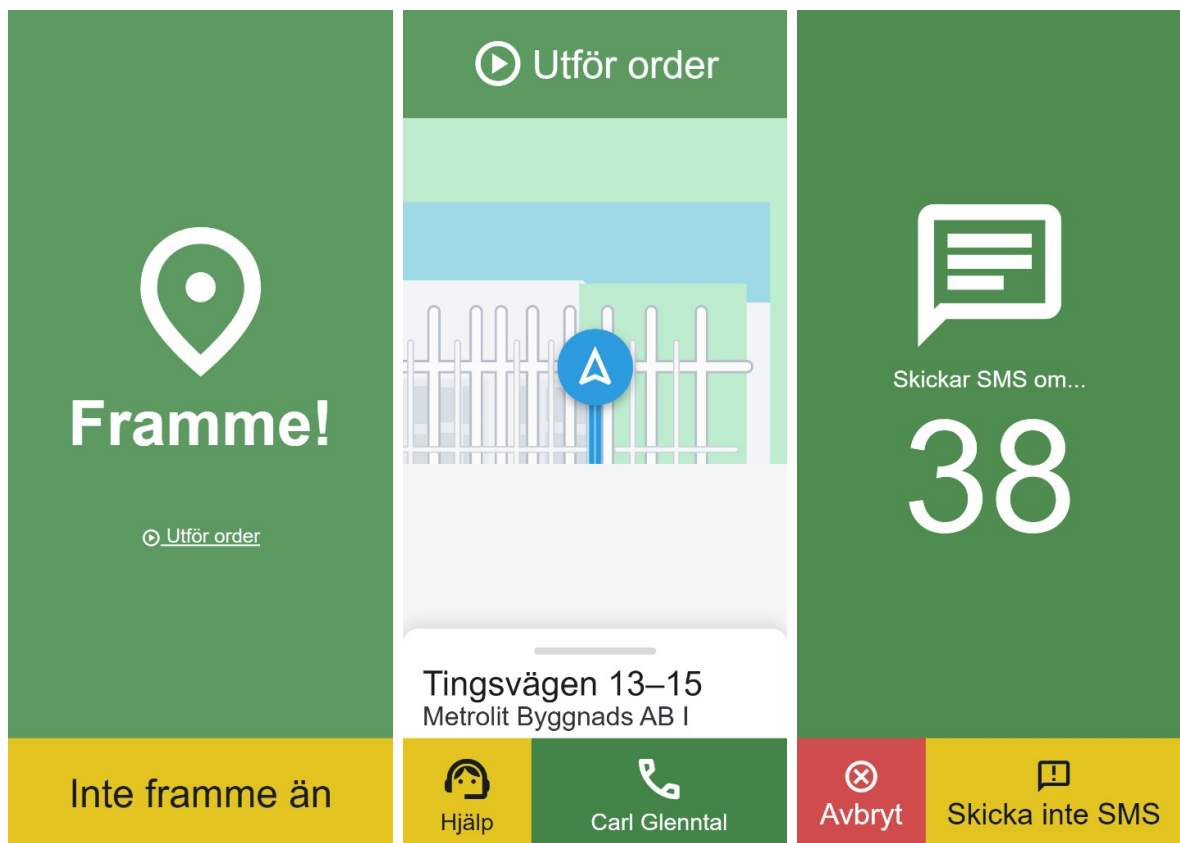 Framme!
Utför order
Inte framme än
Utför order
Tingsvägen 13–15
Metrolit Byggnads AB I
Hjälp
Carl Glenntal
Skickar SMS om...
38
Avbryt
Skicka inte SMS